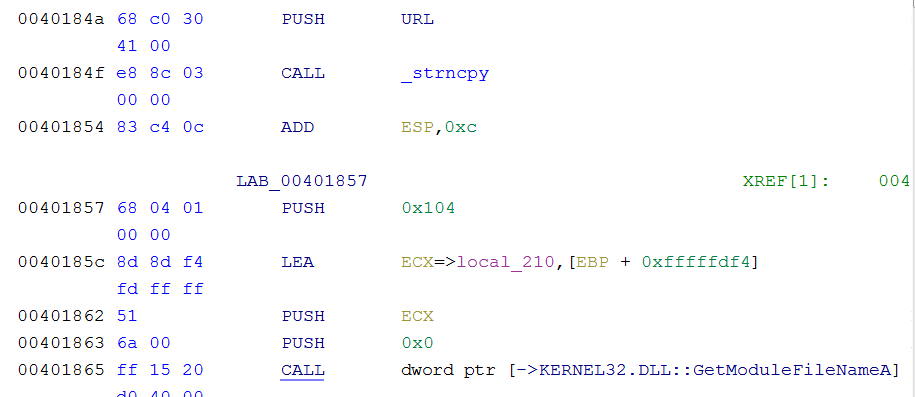 0040184a 68 c0 30 PUSH URL
41 00
0040184f e8 8c 03 CALL _strncpy
00 00
00401854 83 c4 0c ADD ESP,0xc
LAB_00401857 XREF[1]: 004
00401857 68 04 01 PUSH 0x104
00 00
0040185c 8d 8d f4 LEA ECX=>local_210,[EBP + 0xfffffdf4]
fd ff ff
00401862 51 PUSH ECX
00401863 6a 00 PUSH 0x0
00401865 ff 15 20 CALL dword ptr [->KERNEL32.DLL::GetModuleFileNameA]
d0 40 00